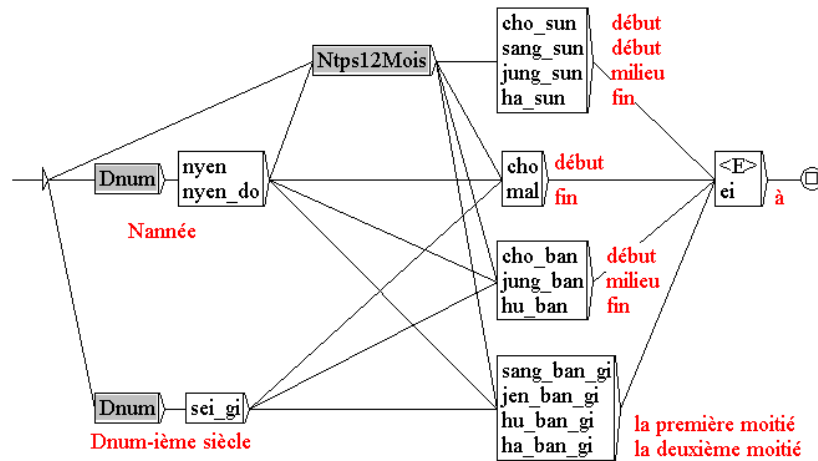 cho_sun début
sang_sun début
jung_sun milieu
ha_sun fin
Ntps12Mois
Dnum
nyen
nyen_do
Nannée
cho début
mal fin
<E>
ei à
cho_ban début
jung_ban milieu
hu_ban fin
Dnum
sei_gi
Dnum-ième siècle
sang_ban_gi
jen_ban_gi
hu_ban_gi la première moitié
ha_ban_gi la deuxième moitié